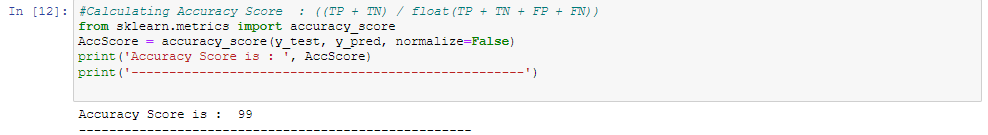 In [12]: #Calculating Accuracy Score  : ((TP + TN) / float(TP + TN + FP + FN))
from sklearn.metrics import accuracy_score
AccScore = accuracy_score(y_test, y_pred, normalize=False)
print('Accuracy Score is : ', AccScore)
print('----------------------------------------------------')
Accuracy Score is :  99
----------------------------------------------------